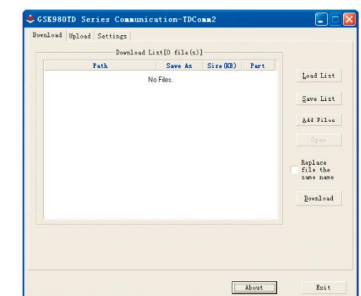 GSK980TD Series Communication-TDComm2
Download Upload Settings
Download List[0 file(s)]
Path Save As Size(KB) Part
No Files.
Load List
Save List
Add Files
Open
Replace
file the
same name
Download
About
Exit